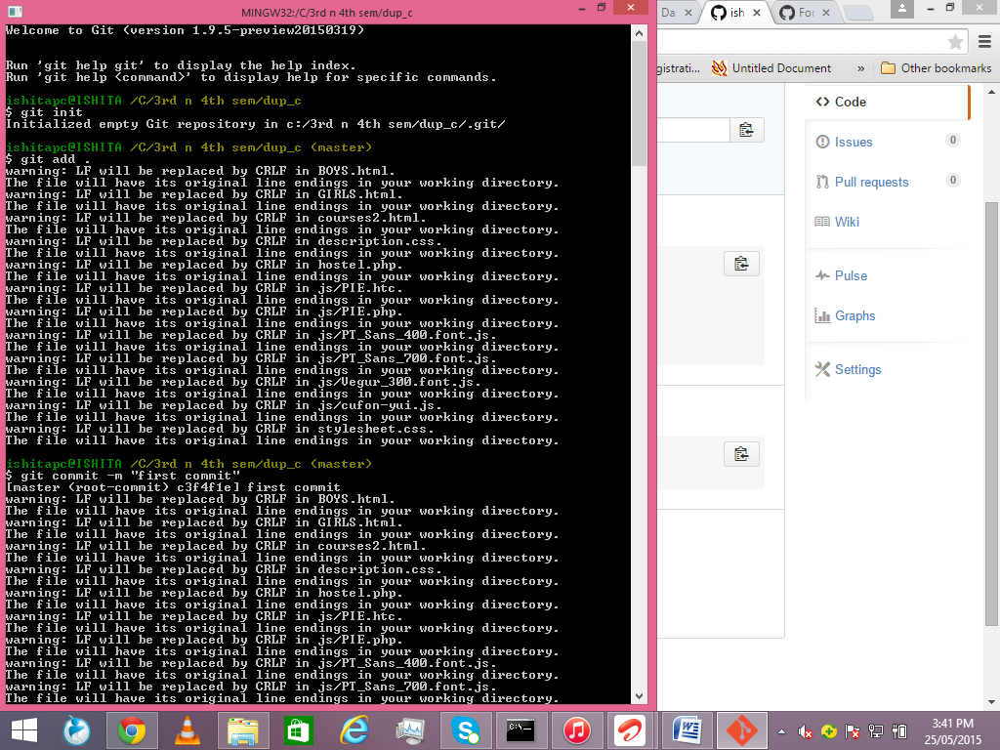 MINGW32:/C/3rd n 4th sem/dup_c
Welcome to Git (version 1.9.5-preview20150319)
Run 'git help git' to display the help index.
Run 'git help <command>' to display help for specific commands.
ishitapc@ISHITA /C/3rd n 4th sem/dup_c
$ git init
Initialized empty Git repository in c:/3rd n 4th sem/dup_c/.git/
ishitapc@ISHITA /C/3rd n 4th sem/dup_c (master)
$ git add .
warning: LF will be replaced by CRLF in BOYS.html.
The file will have its original line endings in your working directory.
warning: LF will be replaced by CRLF in GIRLS.html.
The file will have its original line endings in your working directory.
warning: LF will be replaced by CRLF in courses2.html.
The file will have its original line endings in your working directory.
warning: LF will be replaced by CRLF in description.css.
The file will have its original line endings in your working directory.
warning: LF will be replaced by CRLF in hostel.php.
The file will have its original line endings in your working directory.
warning: LF will be replaced by CRLF in js/PIE.htc.
The file will have its original line endings in your working directory.
warning: LF will be replaced by CRLF in js/PIE.php.
The file will have its original line endings in your working directory.
warning: LF will be replaced by CRLF in js/PT_Sans_400.font.js.
The file will have its original line endings in your working directory.
warning: LF will be replaced by CRLF in js/PT_Sans_700.font.js.
The file will have its original line endings in your working directory.
warning: LF will be replaced by CRLF in js/Vegur_300.font.js.
The file will have its original line endings in your working directory.
warning: LF will be replaced by CRLF in js/cufon-yui.js.
The file will have its original line endings in your working directory.
warning: LF will be replaced by CRLF in stylesheet.css.
The file will have its original line endings in your working directory.
ishitapc@ISHITA /C/3rd n 4th sem/dup_c (master)
$ git commit -m "first commit"
[master (root-commit) c3f4f1e] first commit
warning: LF will be replaced by CRLF in BOYS.html.
The file will have its original line endings in your working directory.
warning: LF will be replaced by CRLF in GIRLS.html.
The file will have its original line endings in your working directory.
warning: LF will be replaced by CRLF in courses2.html.
The file will have its original line endings in your working directory.
warning: LF will be replaced by CRLF in description.css.
The file will have its original line endings in your working directory.
warning: LF will be replaced by CRLF in hostel.php.
The file will have its original line endings in your working directory.
warning: LF will be replaced by CRLF in js/PIE.htc.
The file will have its original line endings in your working directory.
warning: LF will be replaced by CRLF in js/PIE.php.
The file will have its original line endings in your working directory.
warning: LF will be replaced by CRLF in js/PT_Sans_400.font.js.
The file will have its original line endings in your working directory.
warning: LF will be replaced by CRLF in js/PT_Sans_700.font.js.
The file will have its original line endings in your working directory.
Da ish For
gistrati... Untitled Document » Other bookmarks
Code
Issues 0
Pull requests 0
Wiki
Pulse
Graphs
Settings
3:41 PM
25/05/2015